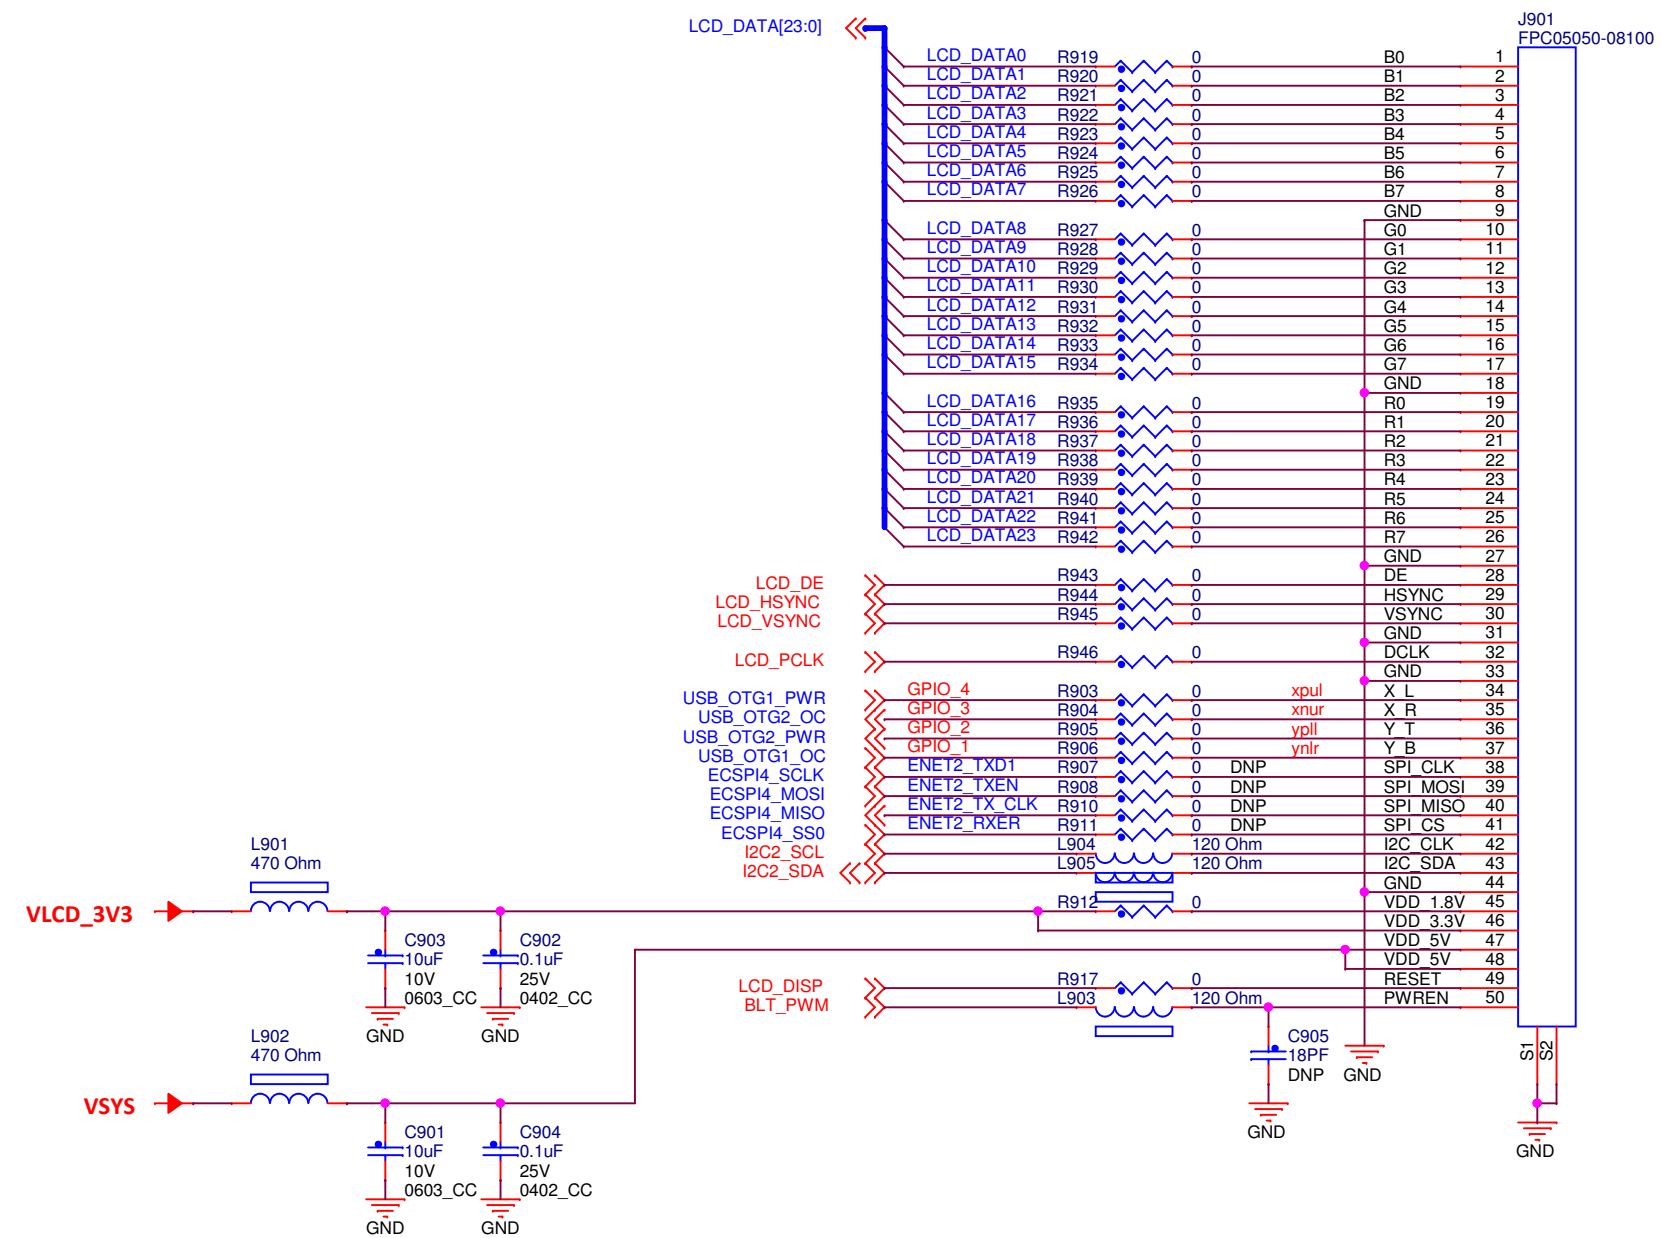 J901
FPC05050-08100
LCD_DATA[23:0]
LCD_DATA0 R919 0 B0 1
LCD_DATA1 R920 0 B1 2
LCD_DATA2 R921 0 B2 3
LCD_DATA3 R922 0 B3 4
LCD_DATA4 R923 0 B4 5
LCD_DATA5 R924 0 B5 6
LCD_DATA6 R925 0 B6 7
LCD_DATA7 R926 0 B7 8
GND 9
LCD_DATA8 R927 0 G0 10
LCD_DATA9 R928 0 G1 11
LCD_DATA10 R929 0 G2 12
LCD_DATA11 R930 0 G3 13
LCD_DATA12 R931 0 G4 14
LCD_DATA13 R932 0 G5 15
LCD_DATA14 R933 0 G6 16
LCD_DATA15 R934 0 G7 17
GND 18
LCD_DATA16 R935 0 R0 19
LCD_DATA17 R936 0 R1 20
LCD_DATA18 R937 0 R2 21
LCD_DATA19 R938 0 R3 22
LCD_DATA20 R939 0 R4 23
LCD_DATA21 R940 0 R5 24
LCD_DATA22 R941 0 R6 25
LCD_DATA23 R942 0 R7 26
GND 27
LCD_DE R943 0 DE 28
LCD_HSYNC R944 0 HSYNC 29
LCD_VSYNC R945 0 VSYNC 30
GND 31
LCD_PCLK R946 0 DCLK 32
GND 33
USB_OTG1_PWR GPIO_4 R903 0 xpul X_L 34
USB_OTG2_OC GPIO_3 R904 0 xnur X_R 35
USB_OTG2_PWR GPIO_2 R905 0 ypll Y_T 36
USB_OTG1_OC GPIO_1 R906 0 ynlr Y_B 37
ECSPI4_SCLK ENET2_TXD1 R907 0 DNP SPI_CLK 38
ECSPI4_MOSI ENET2_TXEN R908 0 DNP SPI_MOSI 39
ECSPI4_MISO ENET2_TX_CLK R910 0 DNP SPI_MISO 40
ECSPI4_SS0 ENET2_RXER R911 0 DNP SPI_CS 41
I2C2_SCL L904 120 Ohm I2C_CLK 42
I2C2_SDA L905 120 Ohm I2C_SDA 43
GND 44
L901
470 Ohm
VLCD_3V3 R912 0 VDD_1.8V 45
VDD_3.3V 46
VDD_5V 47
VDD_5V 48
C903
10uF
10V
0603_CC
GND
C902
0.1uF
25V
0402_CC
GND
LCD_DISP R917 0 RESET 49
BLT_PWM L903 120 Ohm PWREN 50
C905
18PF
DNP
GND
GND
S1
S2
GND
L902
470 Ohm
VSYS
C901
10uF
10V
0603_CC
GND
C904
0.1uF
25V
0402_CC
GND